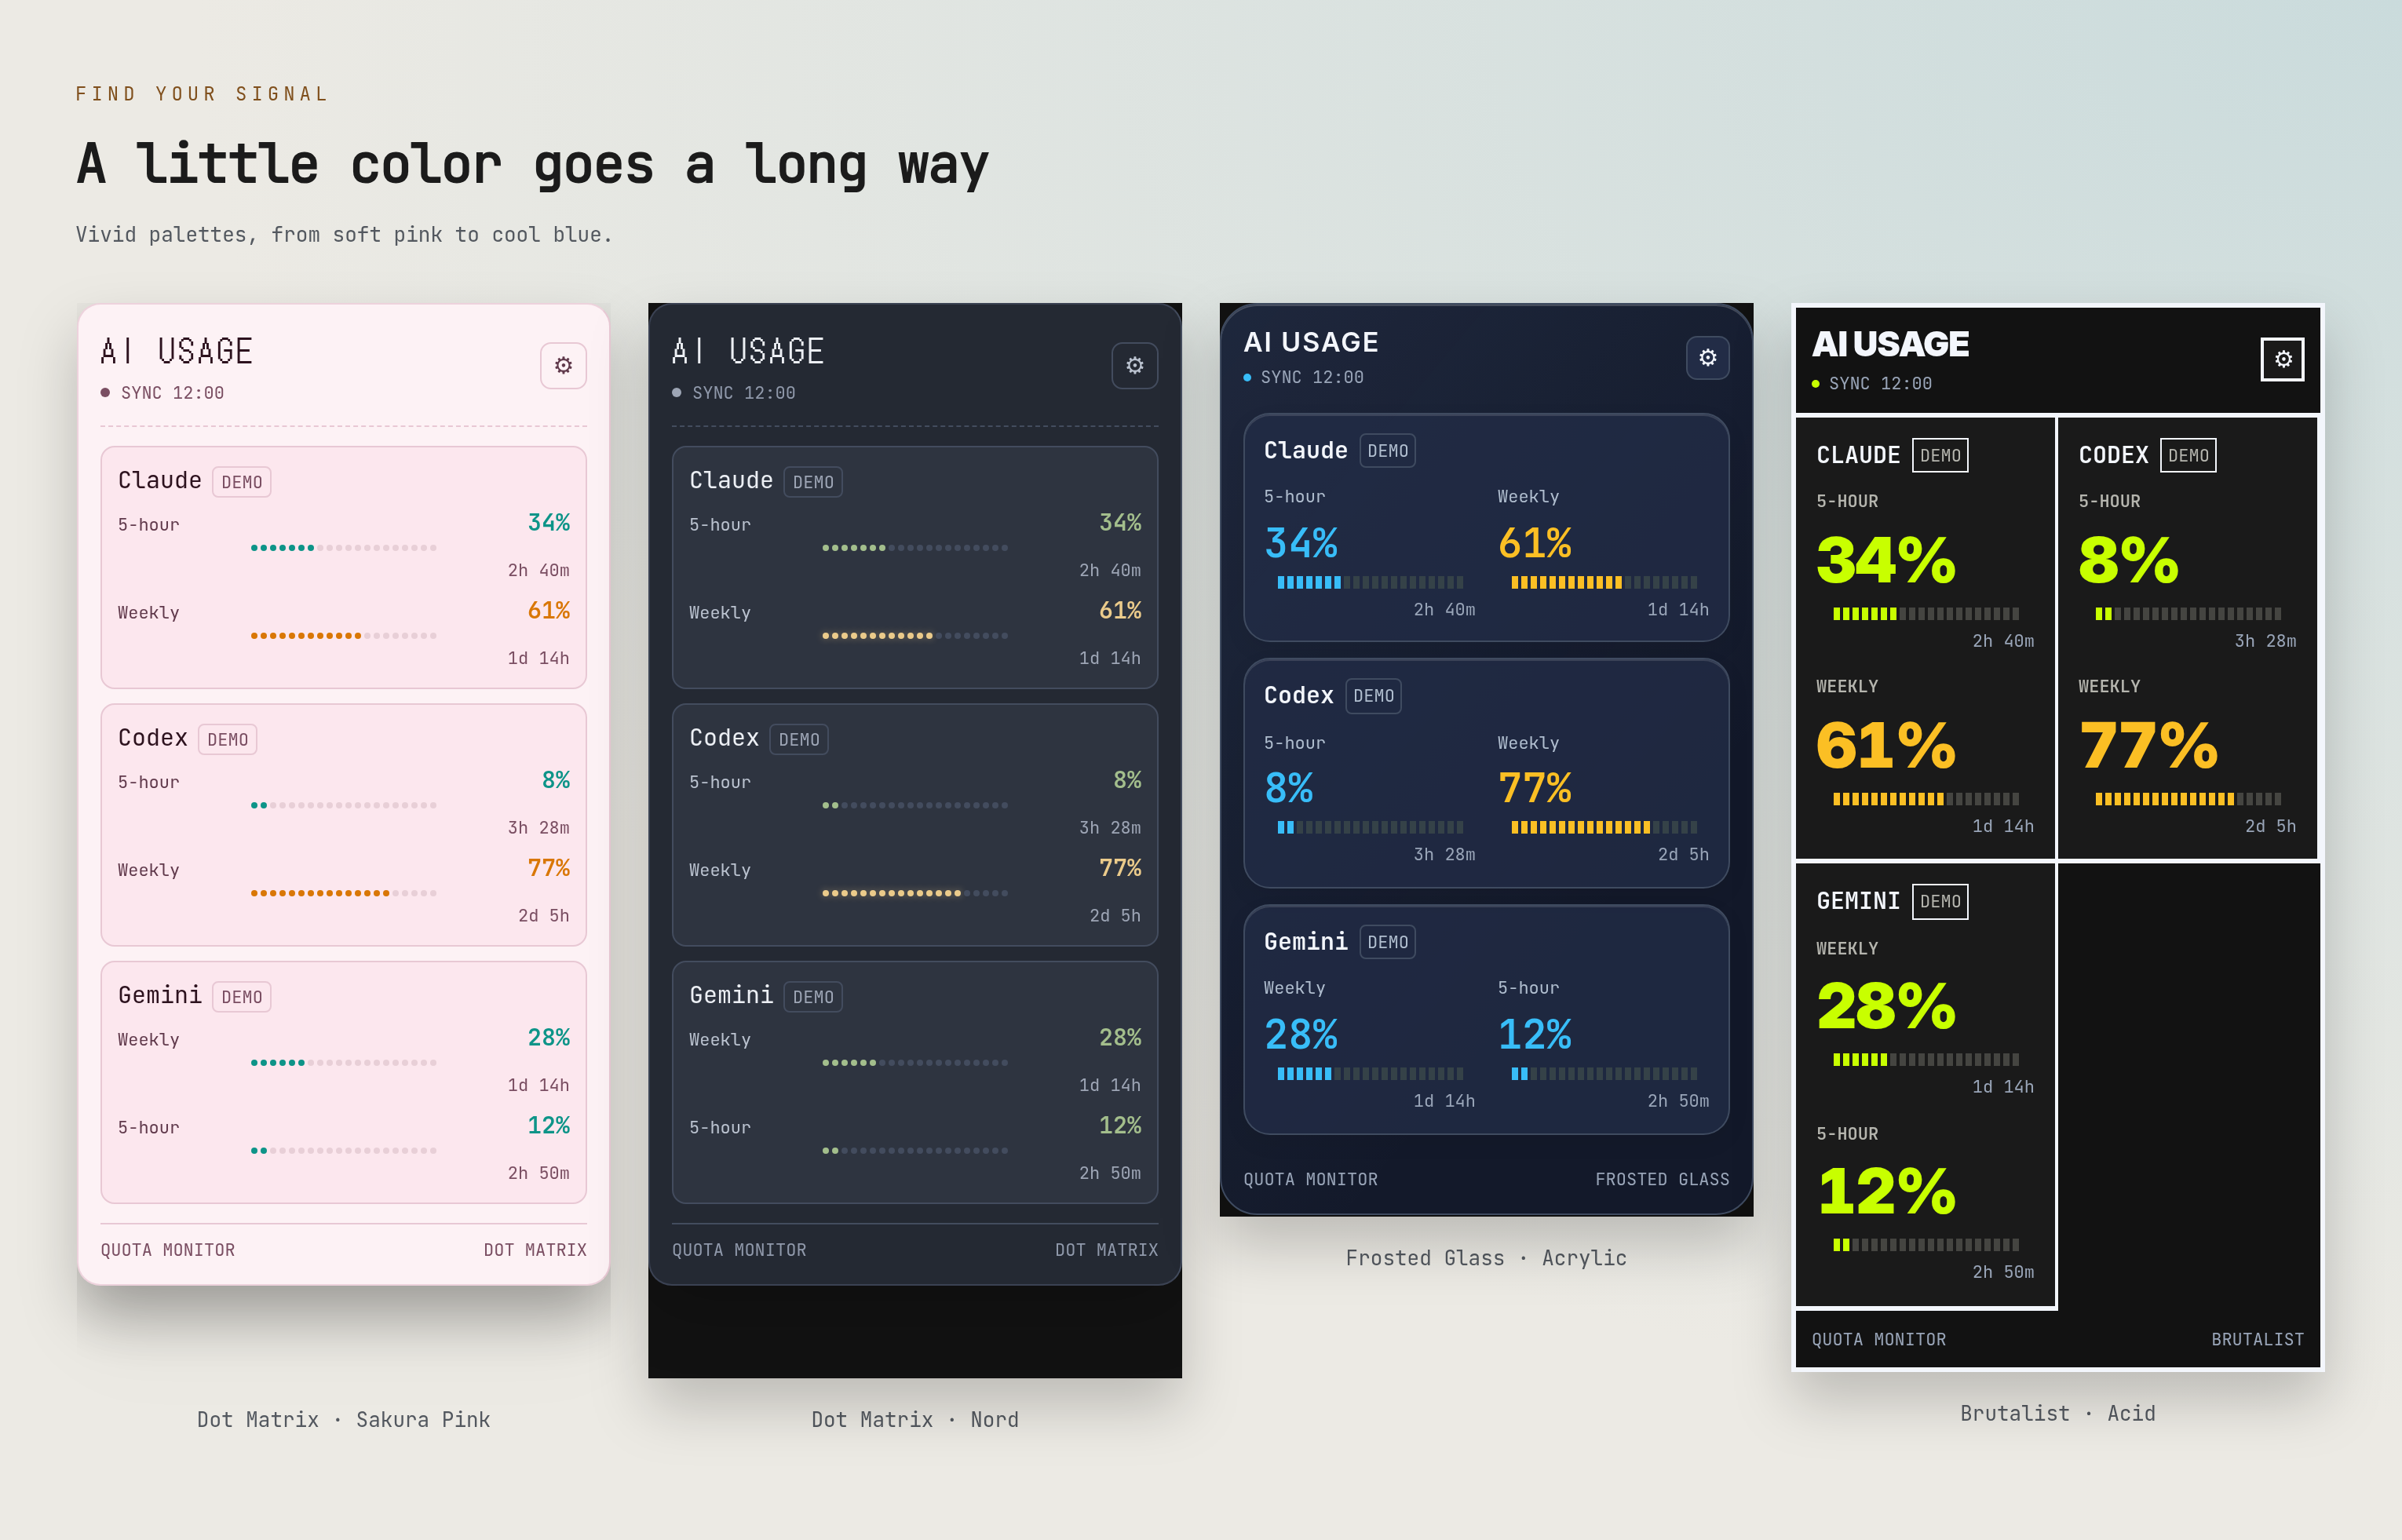 FIND YOUR SIGNAL
A little color goes a long way
Vivid palettes, from soft pink to cool blue.
AI USAGE
SYNC 12:00
Claude DEMO
5-hour 34%
2h 40m
Weekly 61%
1d 14h
Codex DEMO
5-hour 8%
3h 28m
Weekly 77%
2d 5h
Gemini DEMO
Weekly 28%
1d 14h
5-hour 12%
2h 50m
QUOTA MONITOR DOT MATRIX
Dot Matrix · Sakura Pink
AI USAGE
SYNC 12:00
Claude DEMO
5-hour 34%
2h 40m
Weekly 61%
1d 14h
Codex DEMO
5-hour 8%
3h 28m
Weekly 77%
2d 5h
Gemini DEMO
Weekly 28%
1d 14h
5-hour 12%
2h 50m
QUOTA MONITOR DOT MATRIX
Dot Matrix · Nord
AI USAGE
SYNC 12:00
Claude DEMO
5-hour Weekly
34% 61%
2h 40m 1d 14h
Codex DEMO
5-hour Weekly
8% 77%
3h 28m 2d 5h
Gemini DEMO
Weekly 5-hour
28% 12%
1d 14h 2h 50m
QUOTA MONITOR FROSTED GLASS
Frosted Glass · Acrylic
AI USAGE
SYNC 12:00
CLAUDE DEMO
5-HOUR
34%
2h 40m
WEEKLY
61%
1d 14h
CODEX DEMO
5-HOUR
8%
3h 28m
WEEKLY
77%
2d 5h
GEMINI DEMO
WEEKLY
28%
1d 14h
5-HOUR
12%
2h 50m
QUOTA MONITOR BRUTALIST
Brutalist · Acid